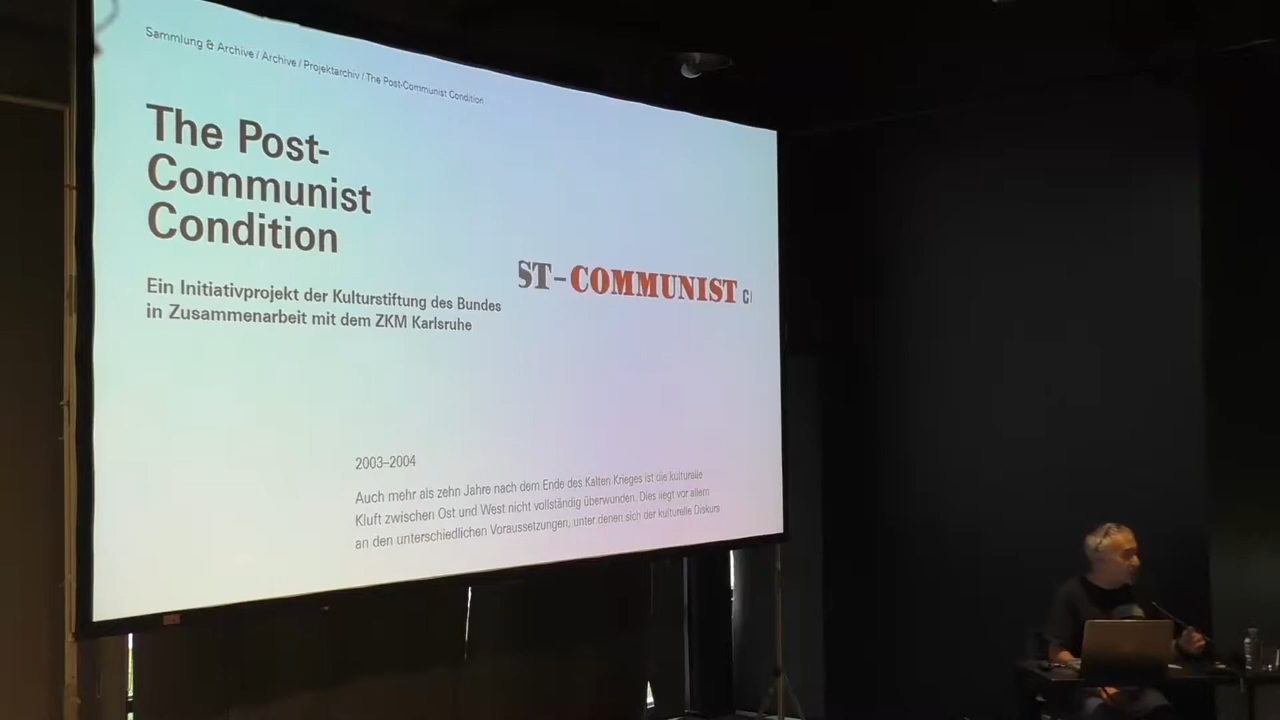 Sammlung & Archive / Archive / Projektarchiv / The Post-Communist Condition
The Post-
Communist
Condition
Ein Initiativprojekt der Kulturstiftung des Bundes
in Zusammenarbeit mit dem ZKM Karlsruhe
ST-COMMUNIST
2003–2004
Auch mehr als zehn Jahre nach dem Ende des Kalten Krieges ist die kulturelle
Kluft zwischen Ost und West nicht vollständig überwunden. Dies liegt vor allem
an den unterschiedlichen Voraussetzungen, unter denen sich der kulturelle Diskurs